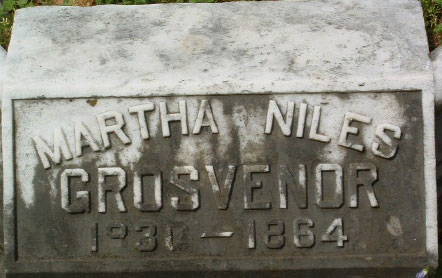 MARTHA NILES
GROSVENOR
— 1864